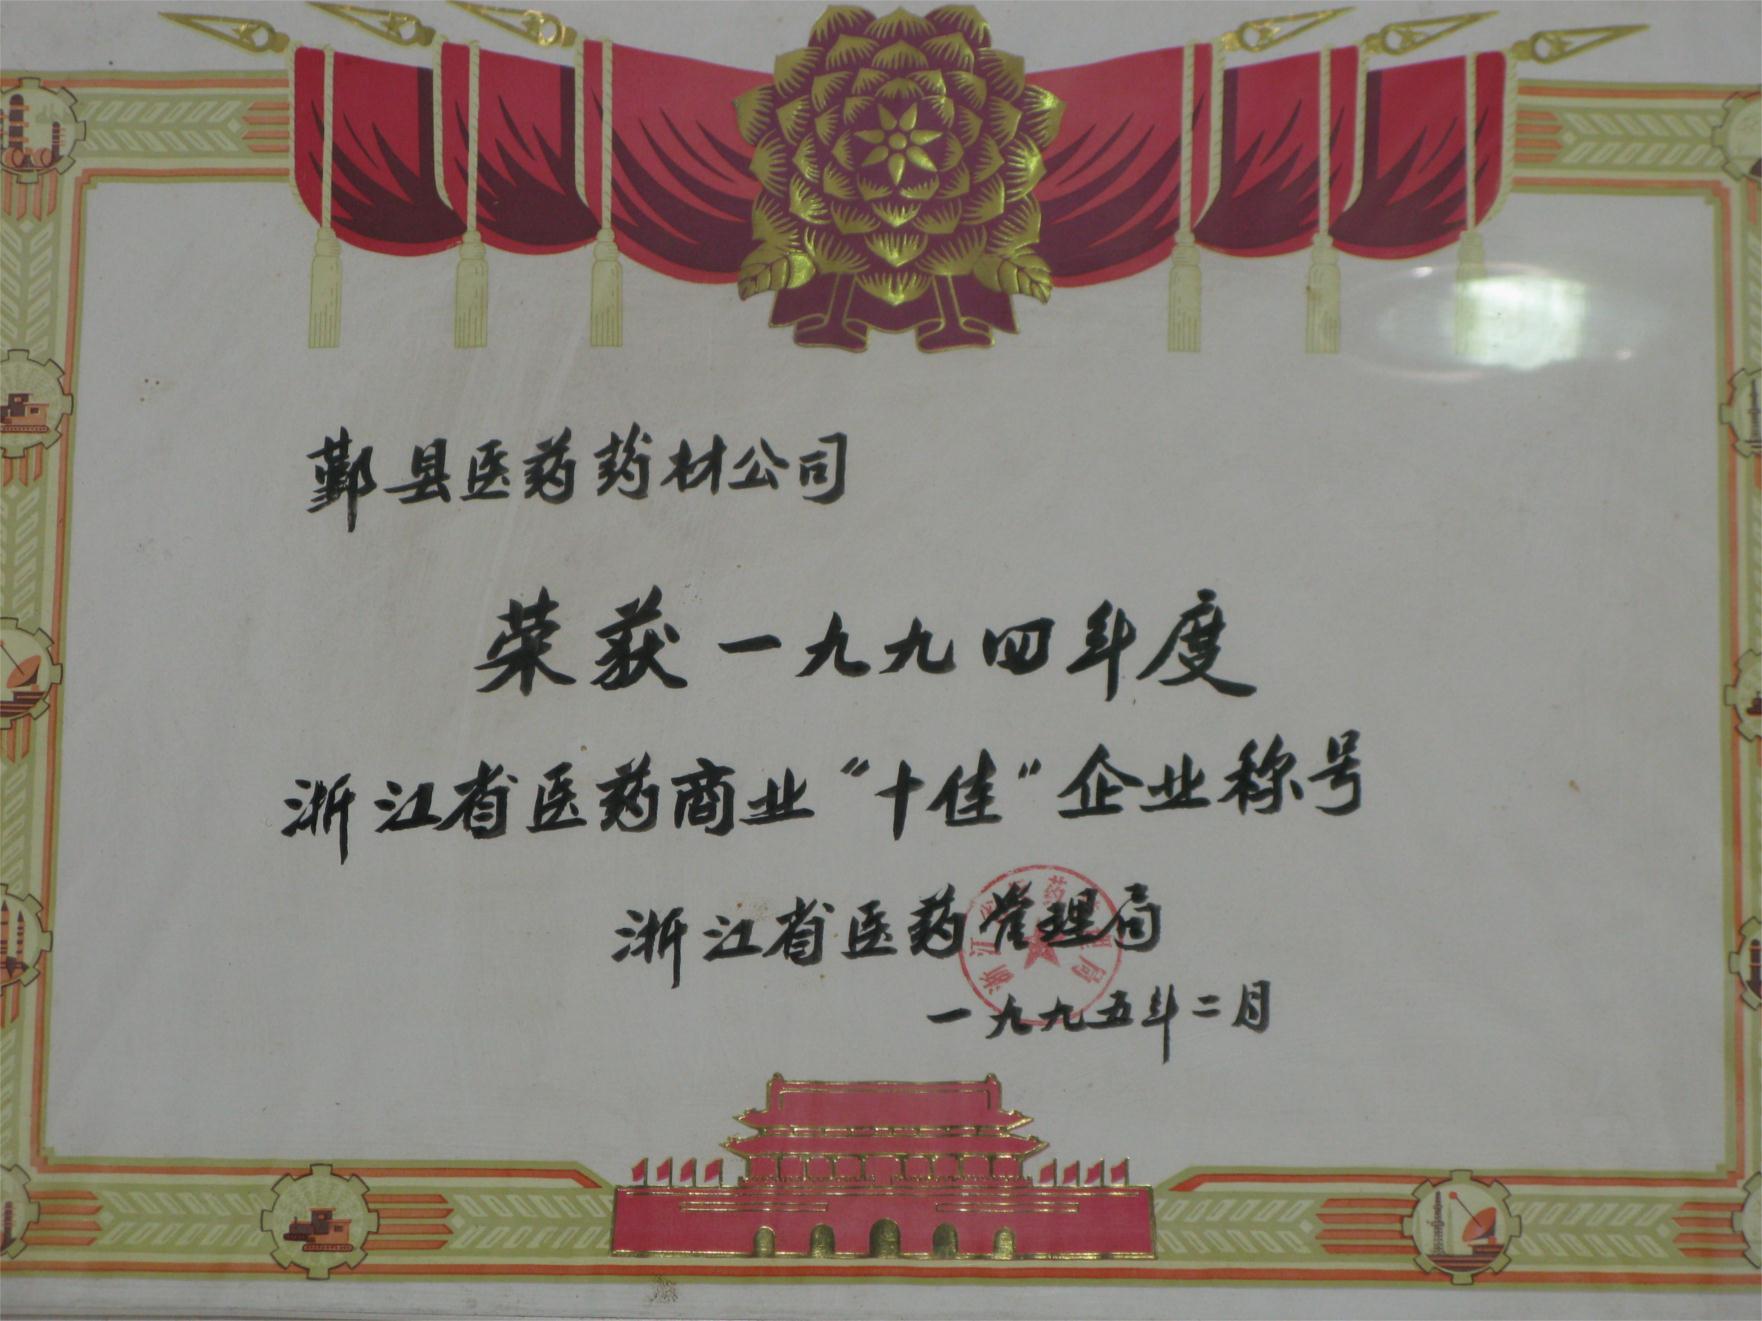 鄞县医药药材公司
荣获一九九四年度
浙江省医药商业“十佳”企业称号
浙江省医药管理局
一九九五年二月